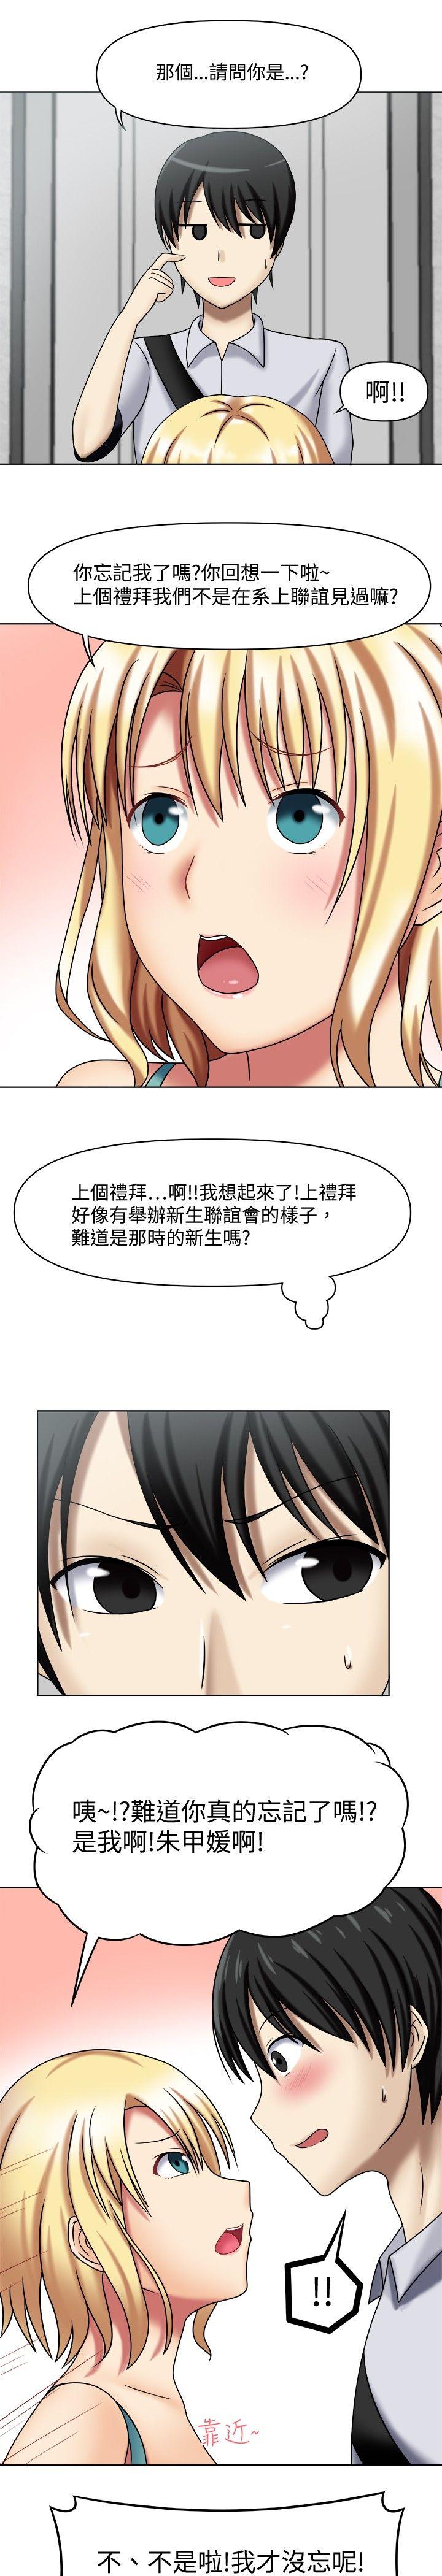 那個...請問你是...?
啊!!
你忘記我了嗎?你回想一下啦~
上個禮拜我們不是在系上聯誼見過嘛?
上個禮拜...啊!!我想起來了!上禮拜
好像有舉辦新生聯誼會的樣子，
難道是那時的新生嗎?
咦~!?難道你真的忘記了嗎!?
是我啊!朱甲媛啊!
!!
靠近~
不、不是啦!我才沒忘呢!